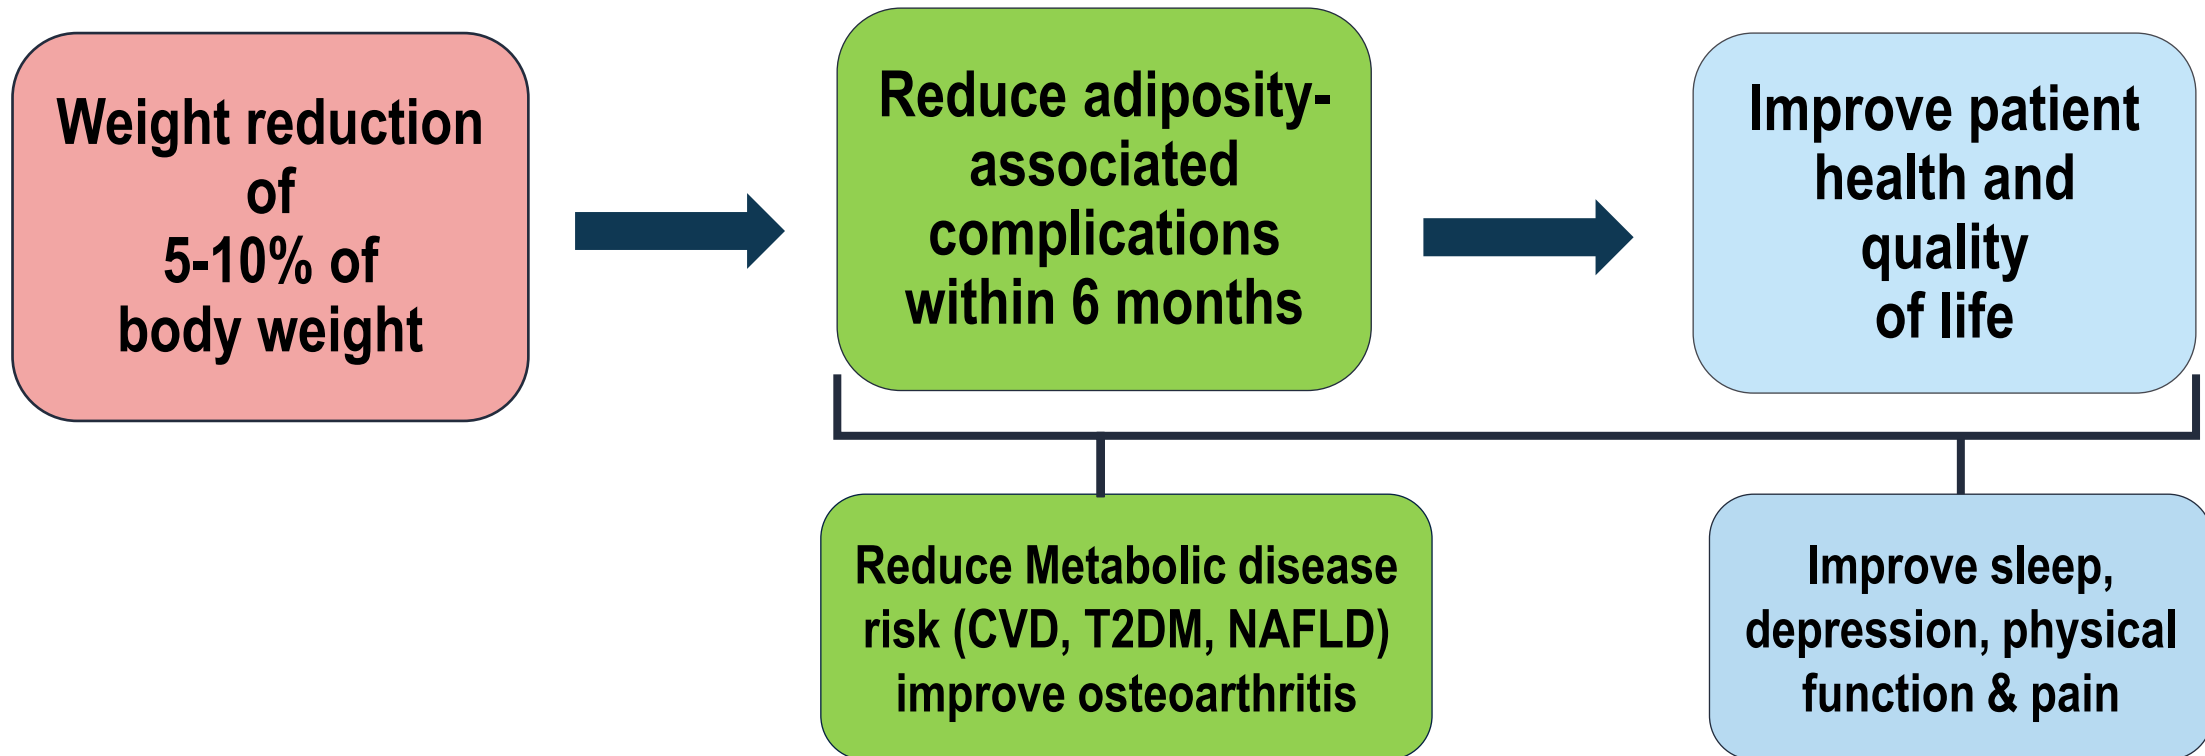 Weight reduction
of
5-10% of
body weight
Reduce adiposity-
associated
complications
within 6 months
Improve patient
health and
quality
of life
Reduce Metabolic disease
risk (CVD, T2DM, NAFLD)
improve osteoarthritis
Improve sleep,
depression, physical
function & pain